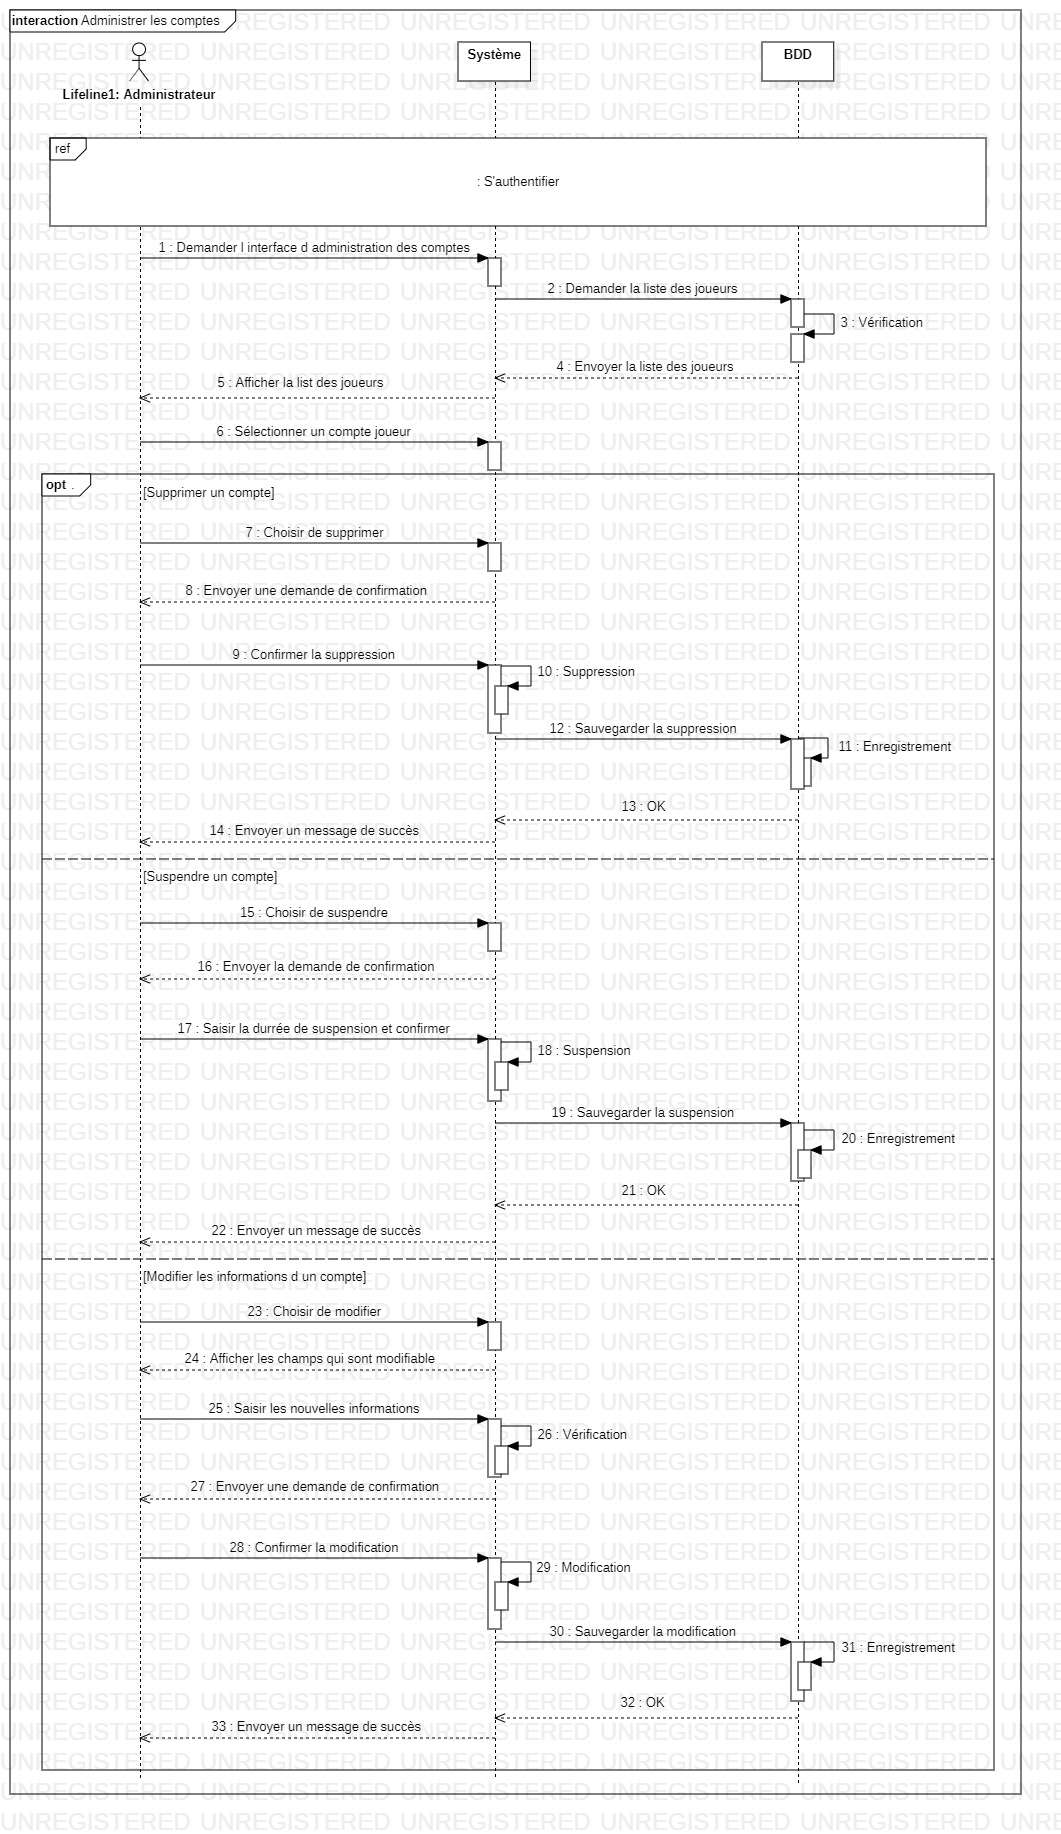 interaction Administrer les comptes
Système
BDD
Lifeline1: Administrateur
ref
: S'authentifier
1 : Demander l interface d administration des comptes
2 : Demander la liste des joueurs
3 : Vérification
4 : Envoyer la liste des joueurs
5 : Afficher la list des joueurs
6 : Sélectionner un compte joueur
opt .
[Supprimer un compte]
7 : Choisir de supprimer
8 : Envoyer une demande de confirmation
9 : Confirmer la suppression
10 : Suppression
12 : Sauvegarder la suppression
11 : Enregistrement
13 : OK
14 : Envoyer un message de succès
[Suspendre un compte]
15 : Choisir de suspendre
16 : Envoyer la demande de confirmation
17 : Saisir la durrée de suspension et confirmer
18 : Suspension
19 : Sauvegarder la suspension
20 : Enregistrement
21 : OK
22 : Envoyer un message de succès
[Modifier les informations d un compte]
23 : Choisir de modifier
24 : Afficher les champs qui sont modifiable
25 : Saisir les nouvelles informations
26 : Vérification
27 : Envoyer une demande de confirmation
28 : Confirmer la modification
29 : Modification
30 : Sauvegarder la modification
31 : Enregistrement
32 : OK
33 : Envoyer un message de succès
UNREGISTERED